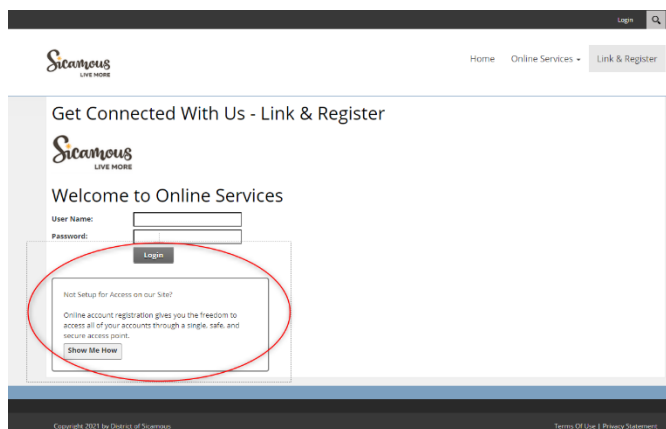 Login
Sicamous
LIVE MORE
Home Online Services Link & Register
Get Connected With Us - Link & Register
Sicamous
LIVE MORE
Welcome to Online Services
User Name:
Password:
Login
Not Setup for Access on our Site?
Online account registration gives you the freedom to
access all of your accounts through a single, safe, and
secure access point.
Show Me How
Copyright 2021 by District of Sicamous
Terms Of Use | Privacy Statement